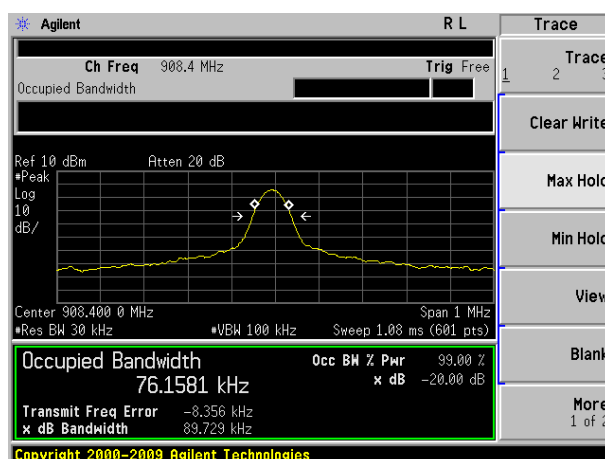 Agilent R L Trace
Ch Freq 908.4 MHz Trig Free
Occupied Bandwidth
Trace
1 2 3
Clear Write
Max Hold
Min Hold
View
Blank
More
1 of 2
Ref 10 dBm Atten 20 dB
#Peak
Log
10
dB/
Center 908.400 0 MHz Span 1 MHz
#Res BW 30 kHz #VBW 100 kHz Sweep 1.08 ms (601 pts)
Occupied Bandwidth Occ BW % Pwr 99.00 %
76.1581 kHz x dB -20.00 dB
Transmit Freq Error -8.356 kHz
x dB Bandwidth 89.729 kHz
Copyright 2000-2009 Agilent Technologies